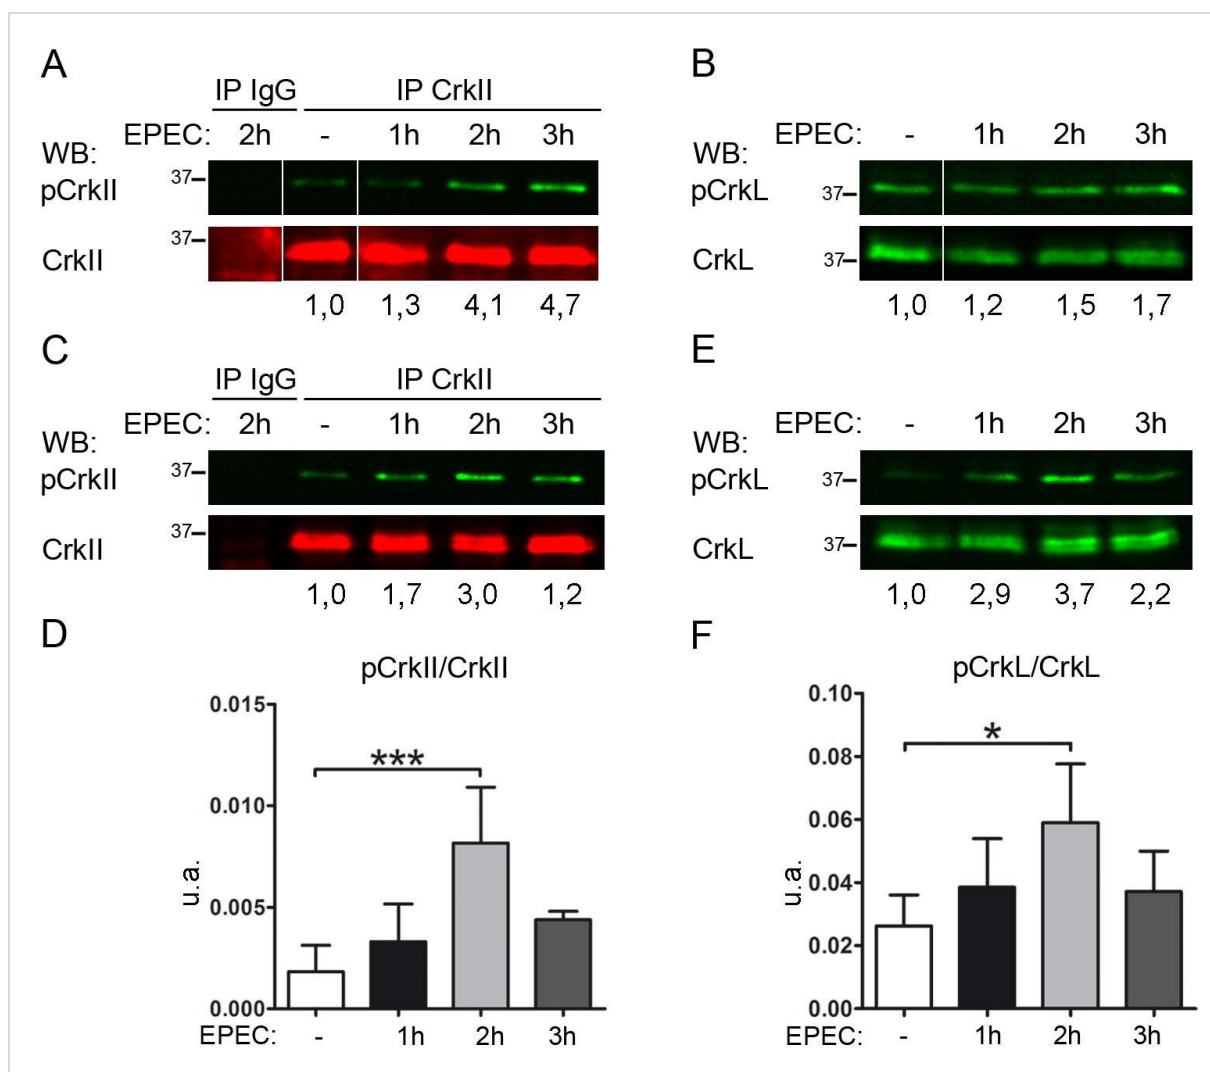 A
IP IgG IP CrkII
EPEC: 2h - 1h 2h 3h
WB:
pCrkII 37
CrkII 37
1,0 1,3 4,1 4,7
B
EPEC: - 1h 2h 3h
WB:
pCrkL 37
CrkL 37
1,0 1,2 1,5 1,7
C
IP IgG IP CrkII
EPEC: 2h - 1h 2h 3h
WB:
pCrkII 37
CrkII 37
1,0 1,7 3,0 1,2
E
EPEC: - 1h 2h 3h
WB:
pCrkL 37
CrkL 37
1,0 2,9 3,7 2,2
D
pCrkII/CrkII
0.015
***
0.010
u.a.
0.005
0.000
EPEC: - 1h 2h 3h
F
pCrkL/CrkL
0.10
*
0.08
0.06
u.a.
0.04
0.02
0.00
EPEC: - 1h 2h 3h